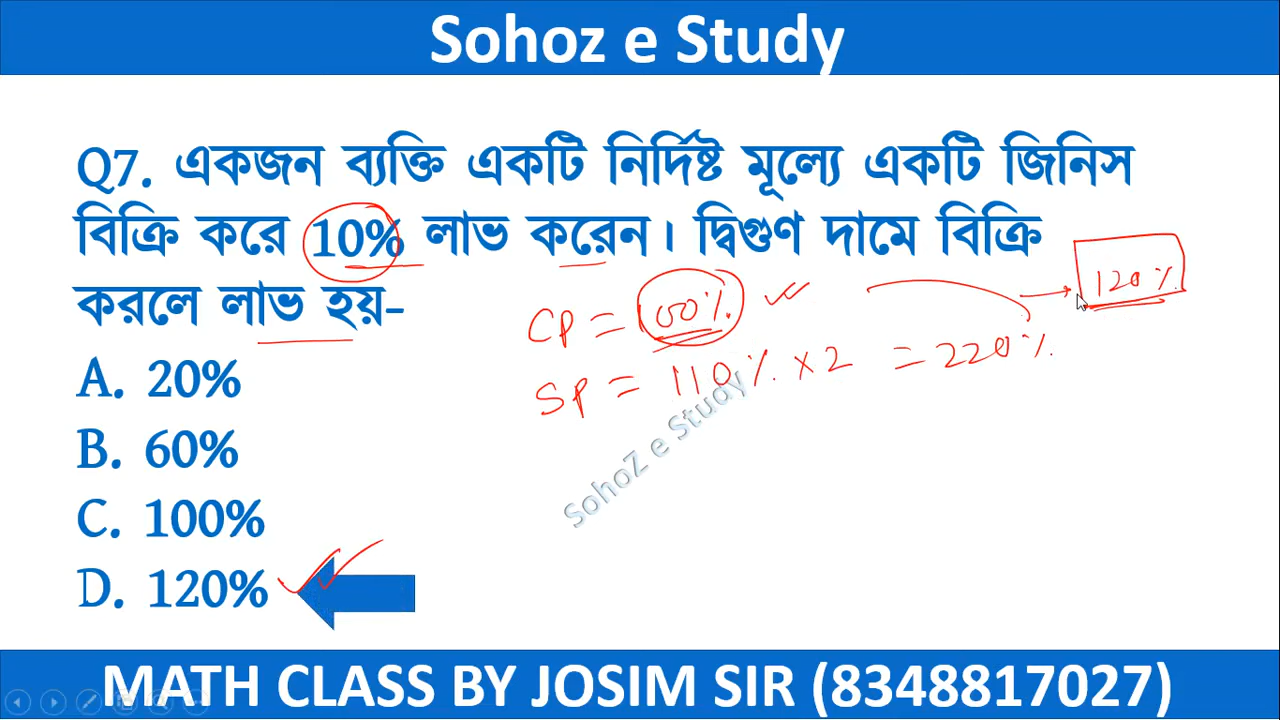 Sohoz e Study
Q7. একজন ব্যক্তি একটি নির্দিষ্ট মূল্যে একটি জিনিস
বিক্রি করে 10% লাভ করেন। দ্বিগুণ দামে বিক্রি
করলে লাভ হয়-
CP = 100%
120%
SP = 110% × 2 = 220%
A. 20%
B. 60%
C. 100%
D. 120%
SohoZ e Study
MATH CLASS BY JOSIM SIR (8348817027)